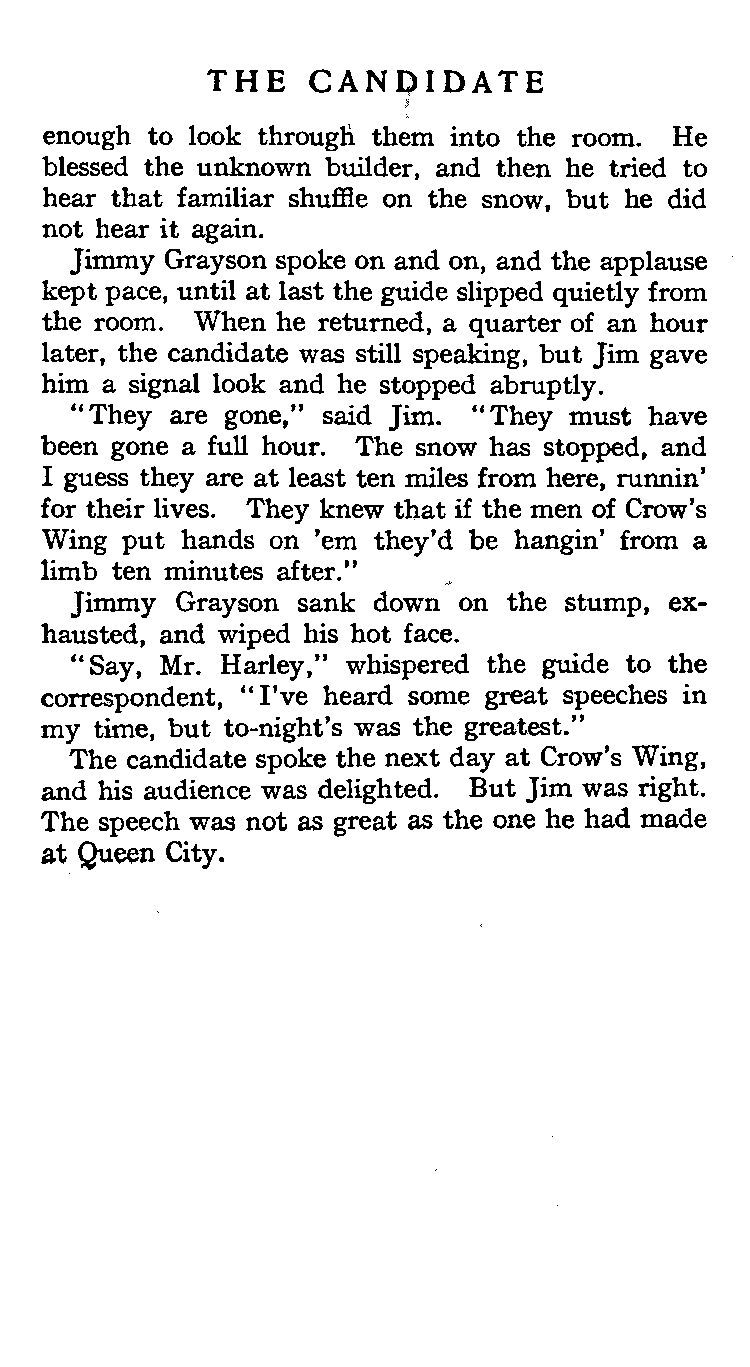 THE CANDIDATE
enough to look through them into the room. He
blessed the unknown builder, and then he tried to
hear that familiar shuffle on the snow, but he did
not hear it again.
Jimmy Grayson spoke on and on, and the applause
kept pace, until at last the guide slipped quietly from
the room. When he returned, a quarter of an hour
later, the candidate was still speaking, but Jim gave
him a signal look and he stopped abruptly.
"They are gone," said Jim. "They must have
been gone a full hour. The snow has stopped, and
I guess they are at least ten miles from here, runnin'
for their lives. They knew that if the men of Crow's
Wing put hands on 'em they'd be hangin' from a
limb ten minutes after."
Jimmy Grayson sank down on the stump, ex-
hausted, and wiped his hot face.
"Say, Mr. Harley," whispered the guide to the
correspondent, "I've heard some great speeches in
my time, but to-night's was the greatest."
The candidate spoke the next day at Crow's Wing,
and his audience was delighted. But Jim was right.
The speech was not as great as the one he had made
at Queen City.